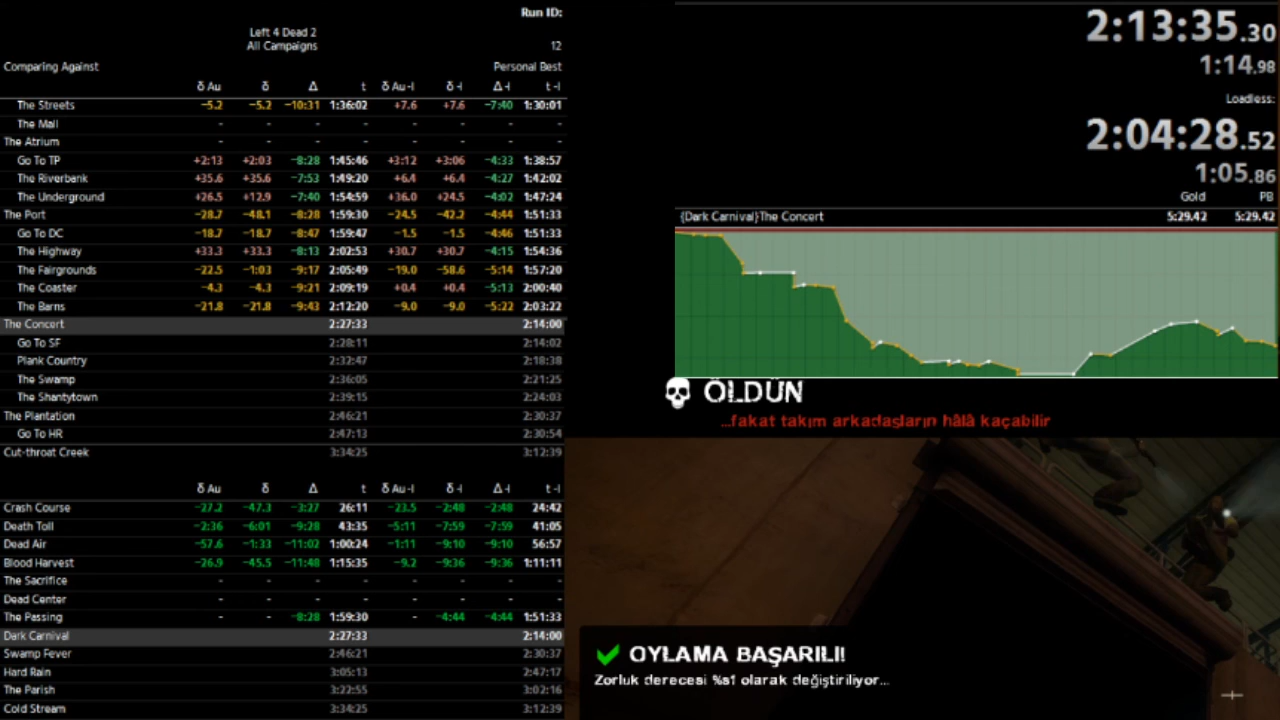 Run ID:
Left 4 Dead 2
All Campaigns 12
Comparing Against Personal Best
δ Au δ Δ t δ Au -l δ -l Δ -l t -l
The Streets −5.2 −5.2 −10:31 1:36:02 +7.6 +7.6 −7:40 1:30:01
The Mall - - - - - - - -
The Atrium - - - - - - - -
Go To TP +2:13 +2:03 −8:28 1:45:46 +3:12 +3:06 −4:33 1:38:57
The Riverbank +35.6 +35.6 −7:53 1:49:20 +6.4 +6.4 −4:27 1:42:02
The Underground +26.5 +12.9 −7:40 1:54:59 +36.0 +24.5 −4:02 1:47:24
The Port −28.7 −48.1 −8:28 1:59:30 −24.5 −42.2 −4:44 1:51:33
Go To DC −18.7 −18.7 −8:47 1:59:47 −1.5 −1.5 −4:46 1:51:33
The Highway +33.3 +33.3 −8:13 2:02:53 +30.7 +30.7 −4:15 1:54:36
The Fairgrounds −22.5 −1:03 −9:17 2:05:49 −19.0 −58.6 −5:14 1:57:20
The Coaster −4.3 −4.3 −9:21 2:09:19 +0.4 +0.4 −5:13 2:00:40
The Barns −21.8 −21.8 −9:43 2:12:20 −9.0 −9.0 −5:22 2:03:22
The Concert 2:27:33 2:14:00
Go To SF 2:28:11 2:14:02
Plank Country 2:32:47 2:18:38
The Swamp 2:36:05 2:21:25
The Shantytown 2:39:15 2:24:03
The Plantation 2:46:21 2:30:37
Go To HR 2:47:13 2:30:54
Cut-throat Creek 3:34:25 3:12:39
δ Au δ Δ t δ Au -l δ -l Δ -l t -l
Crash Course −27.2 −47.3 −3:27 26:11 −23.5 −2:48 −2:48 24:42
Death Toll −2:36 −6:01 −9:28 43:35 −5:11 −7:59 −7:59 41:05
Dead Air −57.6 −1:33 −11:02 1:00:24 −1:11 −9:10 −9:10 56:57
Blood Harvest −26.9 −45.5 −11:48 1:15:35 −9.2 −9:36 −9:36 1:11:11
The Sacrifice - - - - - - - -
Dead Center - - - - - - - -
The Passing - - −8:28 1:59:30 - −4:44 −4:44 1:51:33
Dark Carnival 2:27:33 2:14:00
Swamp Fever 2:46:21 2:30:37
Hard Rain 3:05:13 2:47:17
The Parish 3:22:55 3:02:16
Cold Stream 3:34:25 3:12:39
2:13:35.30
1:14.98
Loadless:
2:04:28.52
1:05.86
Gold PB
{Dark Carnival}The Concert 5:29.42 5:29.42
ÖLDÜN
...fakat takım arkadaşların hâlâ kaçabilir
OYLAMA BAŞARILI!
Zorluk derecesi %s1 olarak değiştiriliyor...